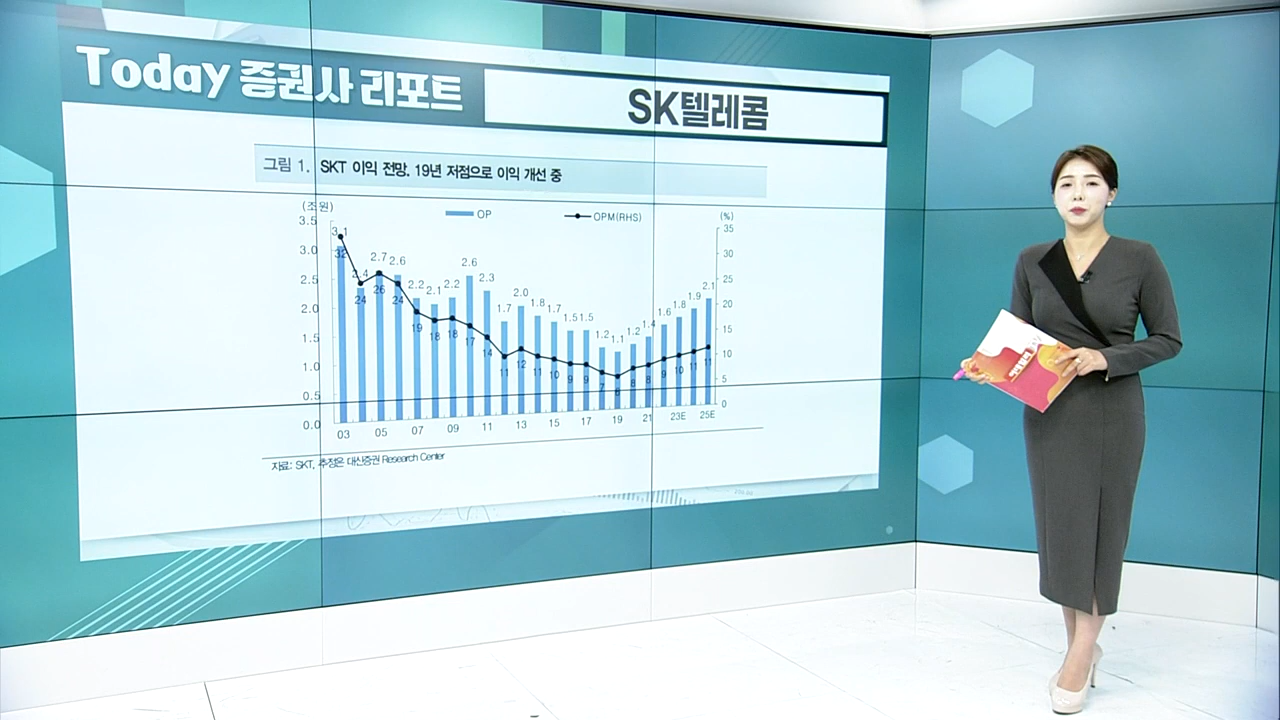 Today 증권사 리포트
SK텔레콤
그림 1. SKT 이익 전망, 19년 저점으로 이익 개선 중
(조 원) OP OPM(RHS) (%)
3.5 35
3.0 30
2.5 25
2.0 20
1.5 15
1.0 10
0.5 5
0.0 0
3.1 2.4 2.7 2.6 2.2 2.1 2.2 2.6 2.3 1.7 2.0 1.8 1.7 1.5 1.5 1.2 1.1 1.2 1.4 1.6 1.8 1.9 2.1
32 24 26 24 19 18 18 17 14 11 12 11 10 9 9 7 6 8 8 9 10 11 11
03 05 07 09 11 13 15 17 19 21 23E 25E
자료: SKT, 추정은 대신증권 Research Center